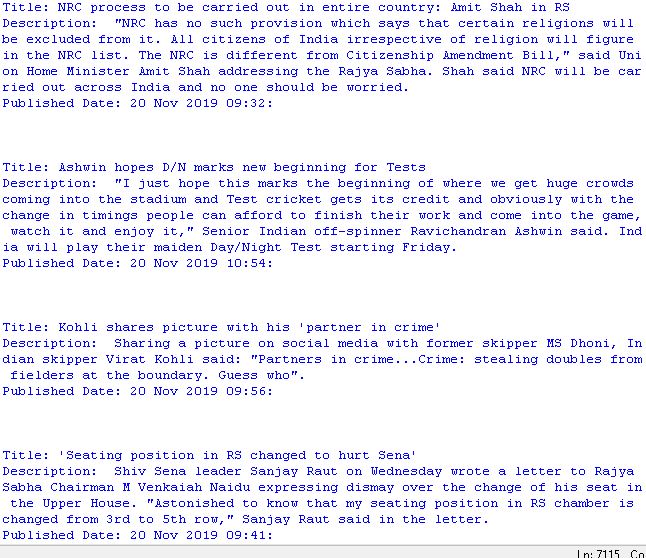 Title: NRC process to be carried out in entire country: Amit Shah in RS
Description:  "NRC has no such provision which says that certain religions will
be excluded from it. All citizens of India irrespective of religion will figure
in the NRC list. The NRC is different from Citizenship Amendment Bill," said Uni
on Home Minister Amit Shah addressing the Rajya Sabha. Shah said NRC will be car
ried out across India and no one should be worried.
Published Date: 20 Nov 2019 09:32:
Title: Ashwin hopes D/N marks new beginning for Tests
Description:  "I just hope this marks the beginning of where we get huge crowds
coming into the stadium and Test cricket gets its credit and obviously with the
change in timings people can afford to finish their work and come into the game,
 watch it and enjoy it," Senior Indian off-spinner Ravichandran Ashwin said. Ind
ia will play their maiden Day/Night Test starting Friday.
Published Date: 20 Nov 2019 10:54:
Title: Kohli shares picture with his 'partner in crime'
Description:  Sharing a picture on social media with former skipper MS Dhoni, In
dian skipper Virat Kohli said: "Partners in crime...Crime: stealing doubles from
 fielders at the boundary. Guess who".
Published Date: 20 Nov 2019 09:56:
Title: 'Seating position in RS changed to hurt Sena'
Description:  Shiv Sena leader Sanjay Raut on Wednesday wrote a letter to Rajya
Sabha Chairman M Venkaiah Naidu expressing dismay over the change of his seat in
 the Upper House. "Astonished to know that my seating position in RS chamber is
changed from 3rd to 5th row," Sanjay Raut said in the letter.
Published Date: 20 Nov 2019 09:41:
Ln: 7115 Co